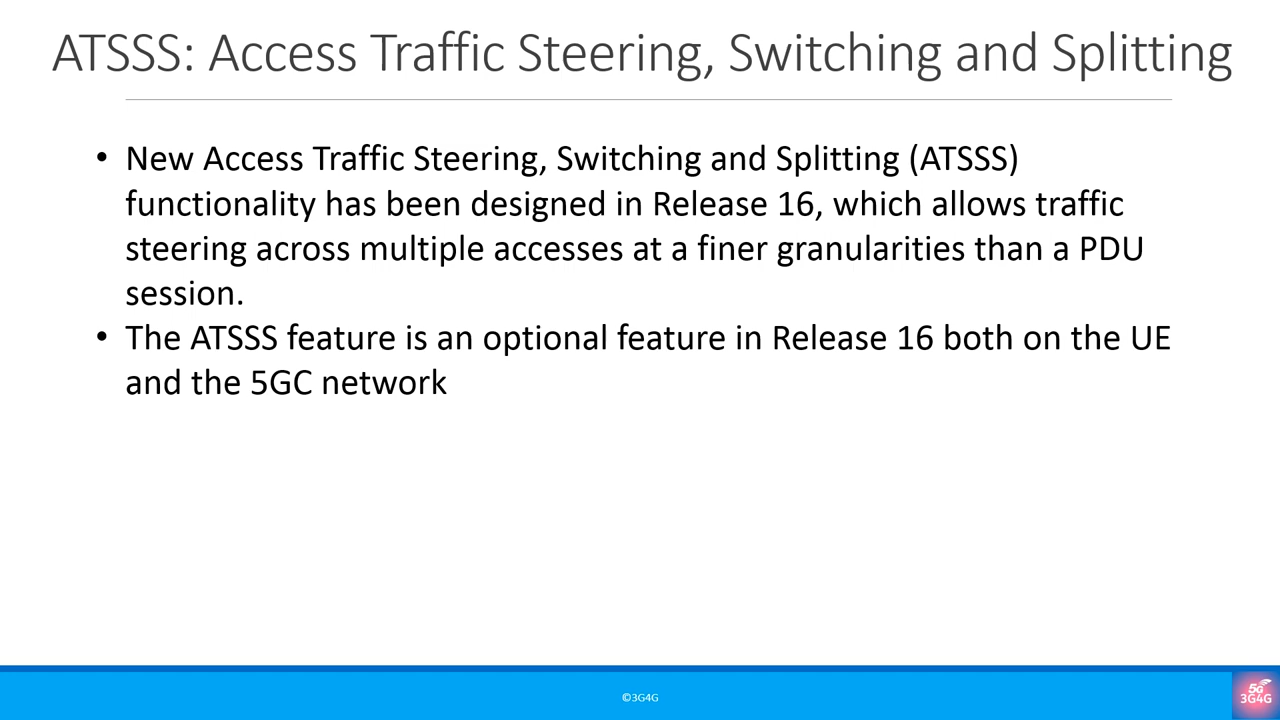 ATSSS: Access Traffic Steering, Switching and Splitting
• New Access Traffic Steering, Switching and Splitting (ATSSS)
functionality has been designed in Release 16, which allows traffic
steering across multiple accesses at a finer granularities than a PDU
session.
• The ATSSS feature is an optional feature in Release 16 both on the UE
and the 5GC network
©3G4G
5G
3G4G